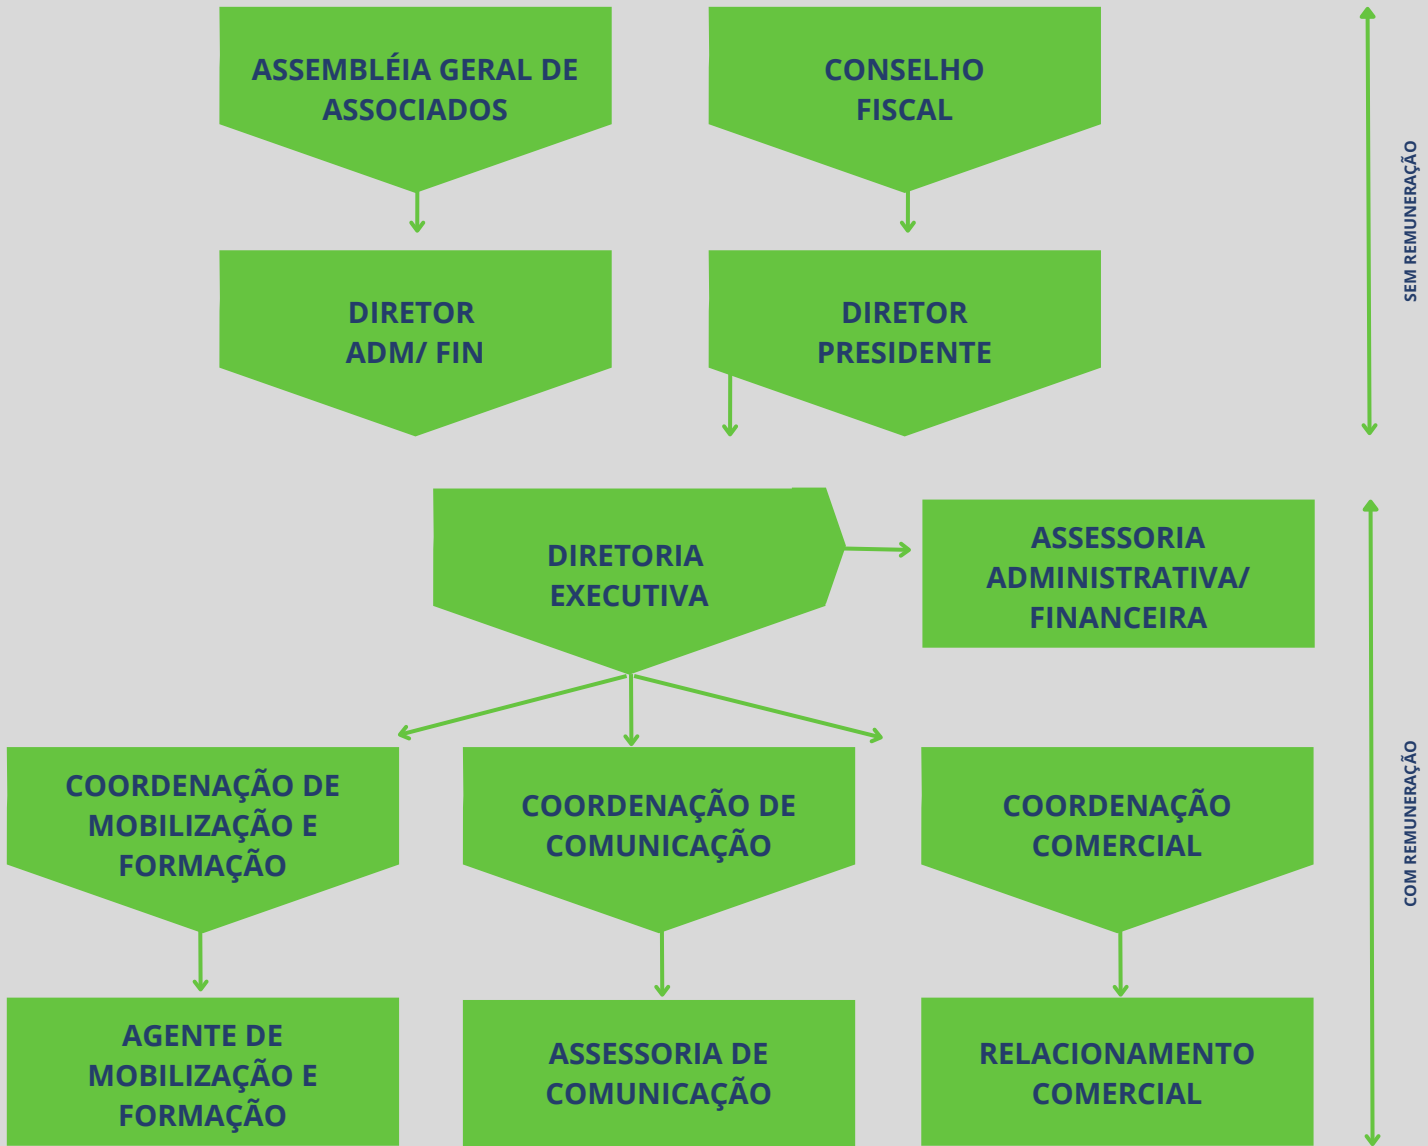 ASSEMBLÉIA GERAL DE
ASSOCIADOS
CONSELHO
FISCAL
SEM REMUNERAÇÃO
DIRETOR
ADM/ FIN
DIRETOR
PRESIDENTE
DIRETORIA
EXECUTIVA
ASSESSORIA
ADMINISTRATIVA/
FINANCEIRA
COM REMUNERAÇÃO
COORDENAÇÃO DE
MOBILIZAÇÃO E
FORMAÇÃO
COORDENAÇÃO DE
COMUNICAÇÃO
COORDENAÇÃO
COMERCIAL
AGENTE DE
MOBILIZAÇÃO E
FORMAÇÃO
ASSESSORIA DE
COMUNICAÇÃO
RELACIONAMENTO
COMERCIAL